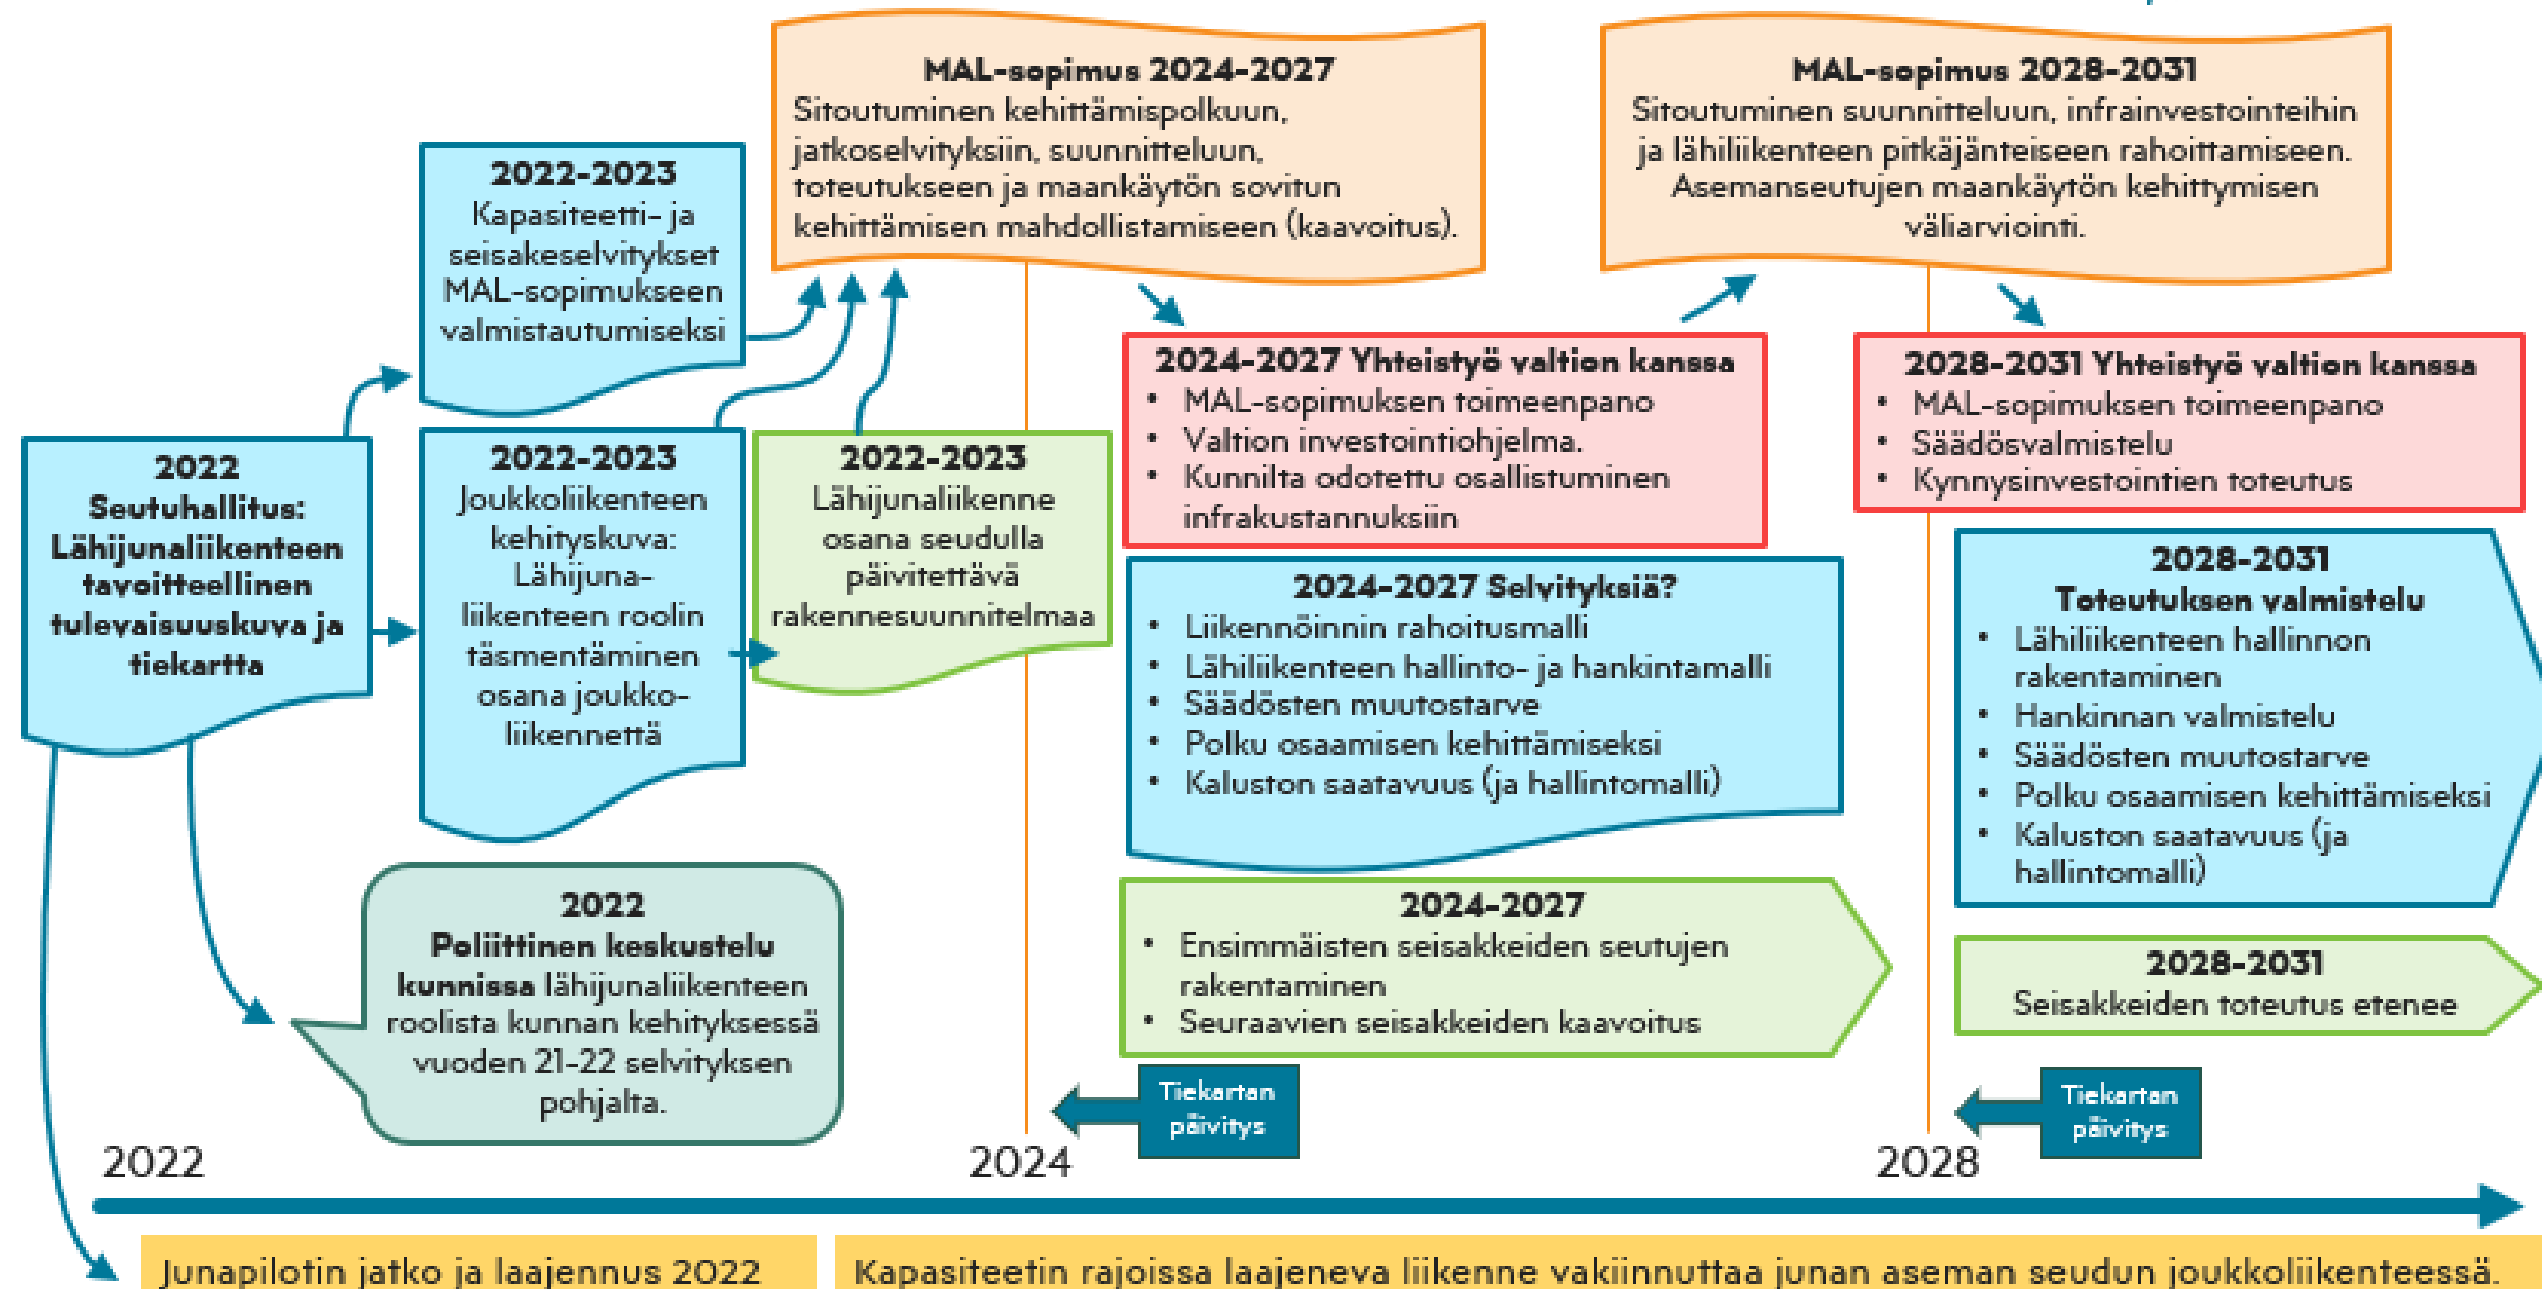 MAL-sopimus 2024-2027
Sitoutuminen kehittämispolkuun,
jatkoselvityksiin, suunnitteluun,
toteutukseen ja maankäytön sovitun
kehittämisen mahdollistamiseen (kaavoitus).
MAL-sopimus 2028-2031
Sitoutuminen suunnitteluun, infrainvestointeihin
ja lähiliikenteen pitkäjänteiseen rahoittamiseen.
Asemanseutujen maankäytön kehittymisen
väliarviointi.
2022-2023
Kapasiteetti- ja
seisakeselvitykset
MAL-sopimukseen
valmistautumiseksi
2022
Seutuhallitus:
Lähijunaliikenteen
tavoitteellinen
tulevaisuuskuva ja
tiekartta
2022-2023
Joukkoliikenteen
kehityskuva:
Lähijuna-
liikenteen roolin
täsmentäminen
osana joukko-
liikennettä
2022-2023
Lähijunaliikenne
osana seudulla
päivitettävä
rakennesuunnitelmaa
2024-2027 Yhteistyö valtion kanssa
• MAL-sopimuksen toimeenpano
• Valtion investointiohjelma.
• Kunnilta odotettu osallistuminen
infrakustannuksiin
2028-2031 Yhteistyö valtion kanssa
• MAL-sopimuksen toimeenpano
• Säädösvalmistelu
• Kynnysinvestointien toteutus
2024-2027 Selvityksiä?
• Liikennöinnin rahoitusmalli
• Lähiliikenteen hallinto- ja hankintamalli
• Säädösten muutostarve
• Polku osaamisen kehittämiseksi
• Kaluston saatavuus (ja hallintomalli)
2028-2031
Toteutuksen valmistelu
• Lähiliikenteen hallinnon
rakentaminen
• Hankinnan valmistelu
• Säädösten muutostarve
• Polku osaamisen kehittämiseksi
• Kaluston saatavuus (ja
hallintomalli)
2022
Poliittinen keskustelu
kunnissa lähijunaliikenteen
roolista kunnan kehityksessä
vuoden 21-22 selvityksen
pohjalta.
2024-2027
• Ensimmäisten seisakkeiden seutujen
rakentaminen
• Seuraavien seisakkeiden kaavoitus
2028-2031
Seisakkeiden toteutus etenee
Tiekartan
päivitys
Tiekartan
päivitys
2022
2024
2028
Junapilotin jatko ja laajennus 2022
Kapasiteetin rajoissa laajeneva liikenne vakiinnuttaa junan aseman seudun joukkoliikenteessä.